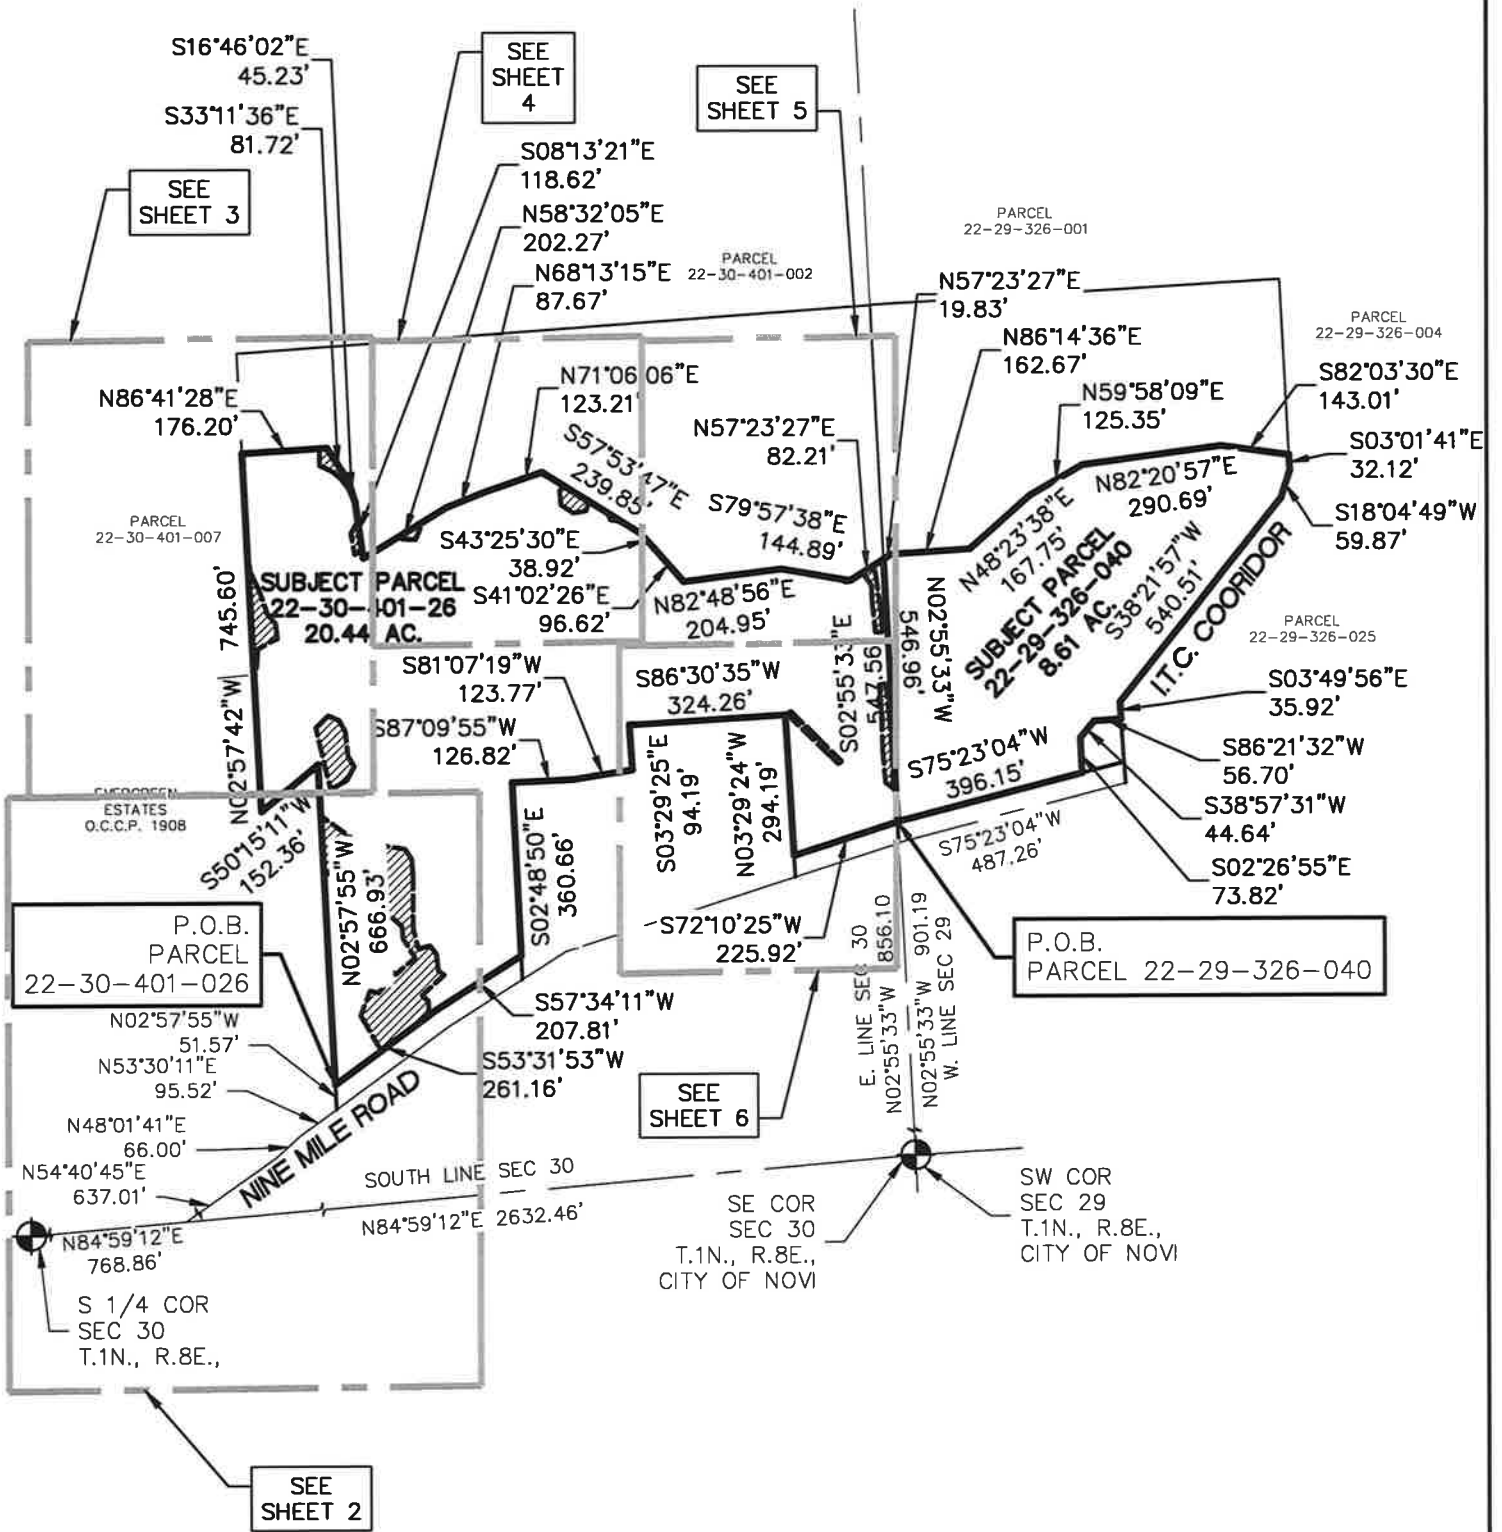 S16°46'02"E
45.23'
S33°11'36"E
81.72'
SEE
SHEET
4
SEE
SHEET 5
SEE
SHEET 3
S08°13'21"E
118.62'
N58°32'05"E
202.27'
N68°13'15"E
87.67'
PARCEL
22-30-401-002
PARCEL
22-29-326-001
N57°23'27"E
19.83'
PARCEL
22-29-326-004
N86°14'36"E
162.67'
S82°03'30"E
143.01'
N59°58'09"E
125.35'
N86°41'28"E
176.20'
N71°06'06"E
123.21'
S57°53'47"E
239.85'
N57°23'27"E
82.21'
S03°01'41"E
32.12'
N82°20'57"E
290.69'
S79°57'38"E
144.89'
S18°04'49"W
59.87'
PARCEL
22-30-401-007
S43°25'30"E
38.92'
N48°23'38"E
167.75'
SUBJECT PARCEL
22-29-326-040
8.61 AC.
S38°21'57"W
540.51'
I.T.C. COORIDOR
SUBJECT PARCEL
22-30-401-26
20.44 AC.
S41°02'26"E
96.62'
N82°48'56"E
204.95'
PARCEL
22-29-326-025
N02°57'42"W 745.60'
S02°55'33"E
547.56
546.96'
N02°55'33"W
S81°07'19"W
123.77'
S86°30'35"W
324.26'
S03°49'56"E
35.92'
S87°09'55"W
126.82'
S03°29'25"E
94.19'
N03°29'24"W
294.19'
S75°23'04"W
396.15'
S86°21'32"W
56.70'
EVERGREEN
ESTATES
O.C.C.P. 1908
S50°15'11"W
152.36'
S38°57'31"W
44.64'
S75°23'04"W
487.26'
S02°26'55"E
73.82'
N02°57'55"W
666.93'
S02°48'50"E
360.66'
P.O.B.
PARCEL
22-30-401-026
S72°10'25"W
225.92'
P.O.B.
PARCEL 22-29-326-040
E. LINE SEC 30
N02°55'33"W 856.10
N02°55'33"W 901.19
W. LINE SEC 29
N02°57'55"W
51.57'
S57°34'11"W
207.81'
N53°30'11"E
95.52'
S53°31'53"W
261.16'
N48°01'41"E
66.00'
NINE MILE ROAD
SEE
SHEET 6
N54°40'45"E
637.01'
SOUTH LINE SEC 30
N84°59'12"E 2632.46'
N84°59'12"E
768.86'
SE COR
SEC 30
T.1N., R.8E.,
CITY OF NOVI
SW COR
SEC 29
T.1N., R.8E.,
CITY OF NOVI
S 1/4 COR
SEC 30
T.1N., R.8E.,
SEE
SHEET 2